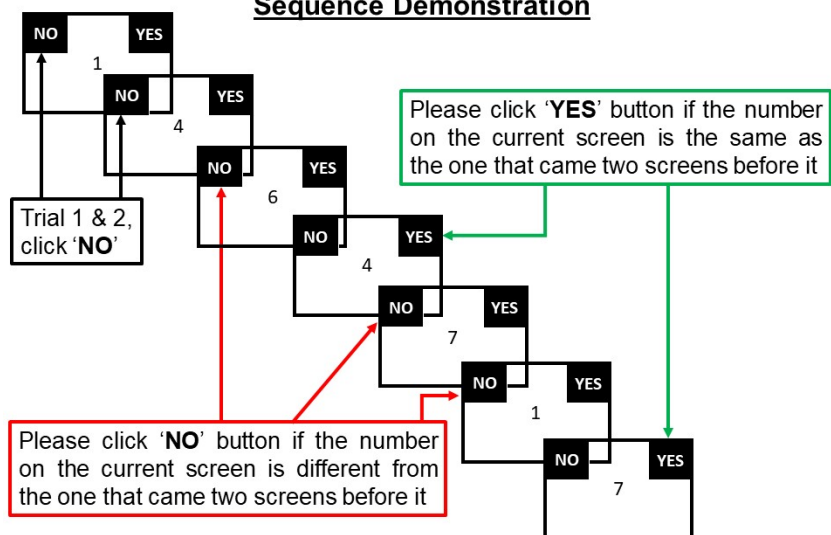 Sequence Demonstration
NO YES
1
NO YES
4
Please click ‘YES’ button if the number
on the current screen is the same as
the one that came two screens before it
NO YES
6
Trial 1 & 2,
click ‘NO’
NO YES
4
NO YES
7
NO YES
1
Please click ‘NO’ button if the number
on the current screen is different from
the one that came two screens before it
NO YES
7